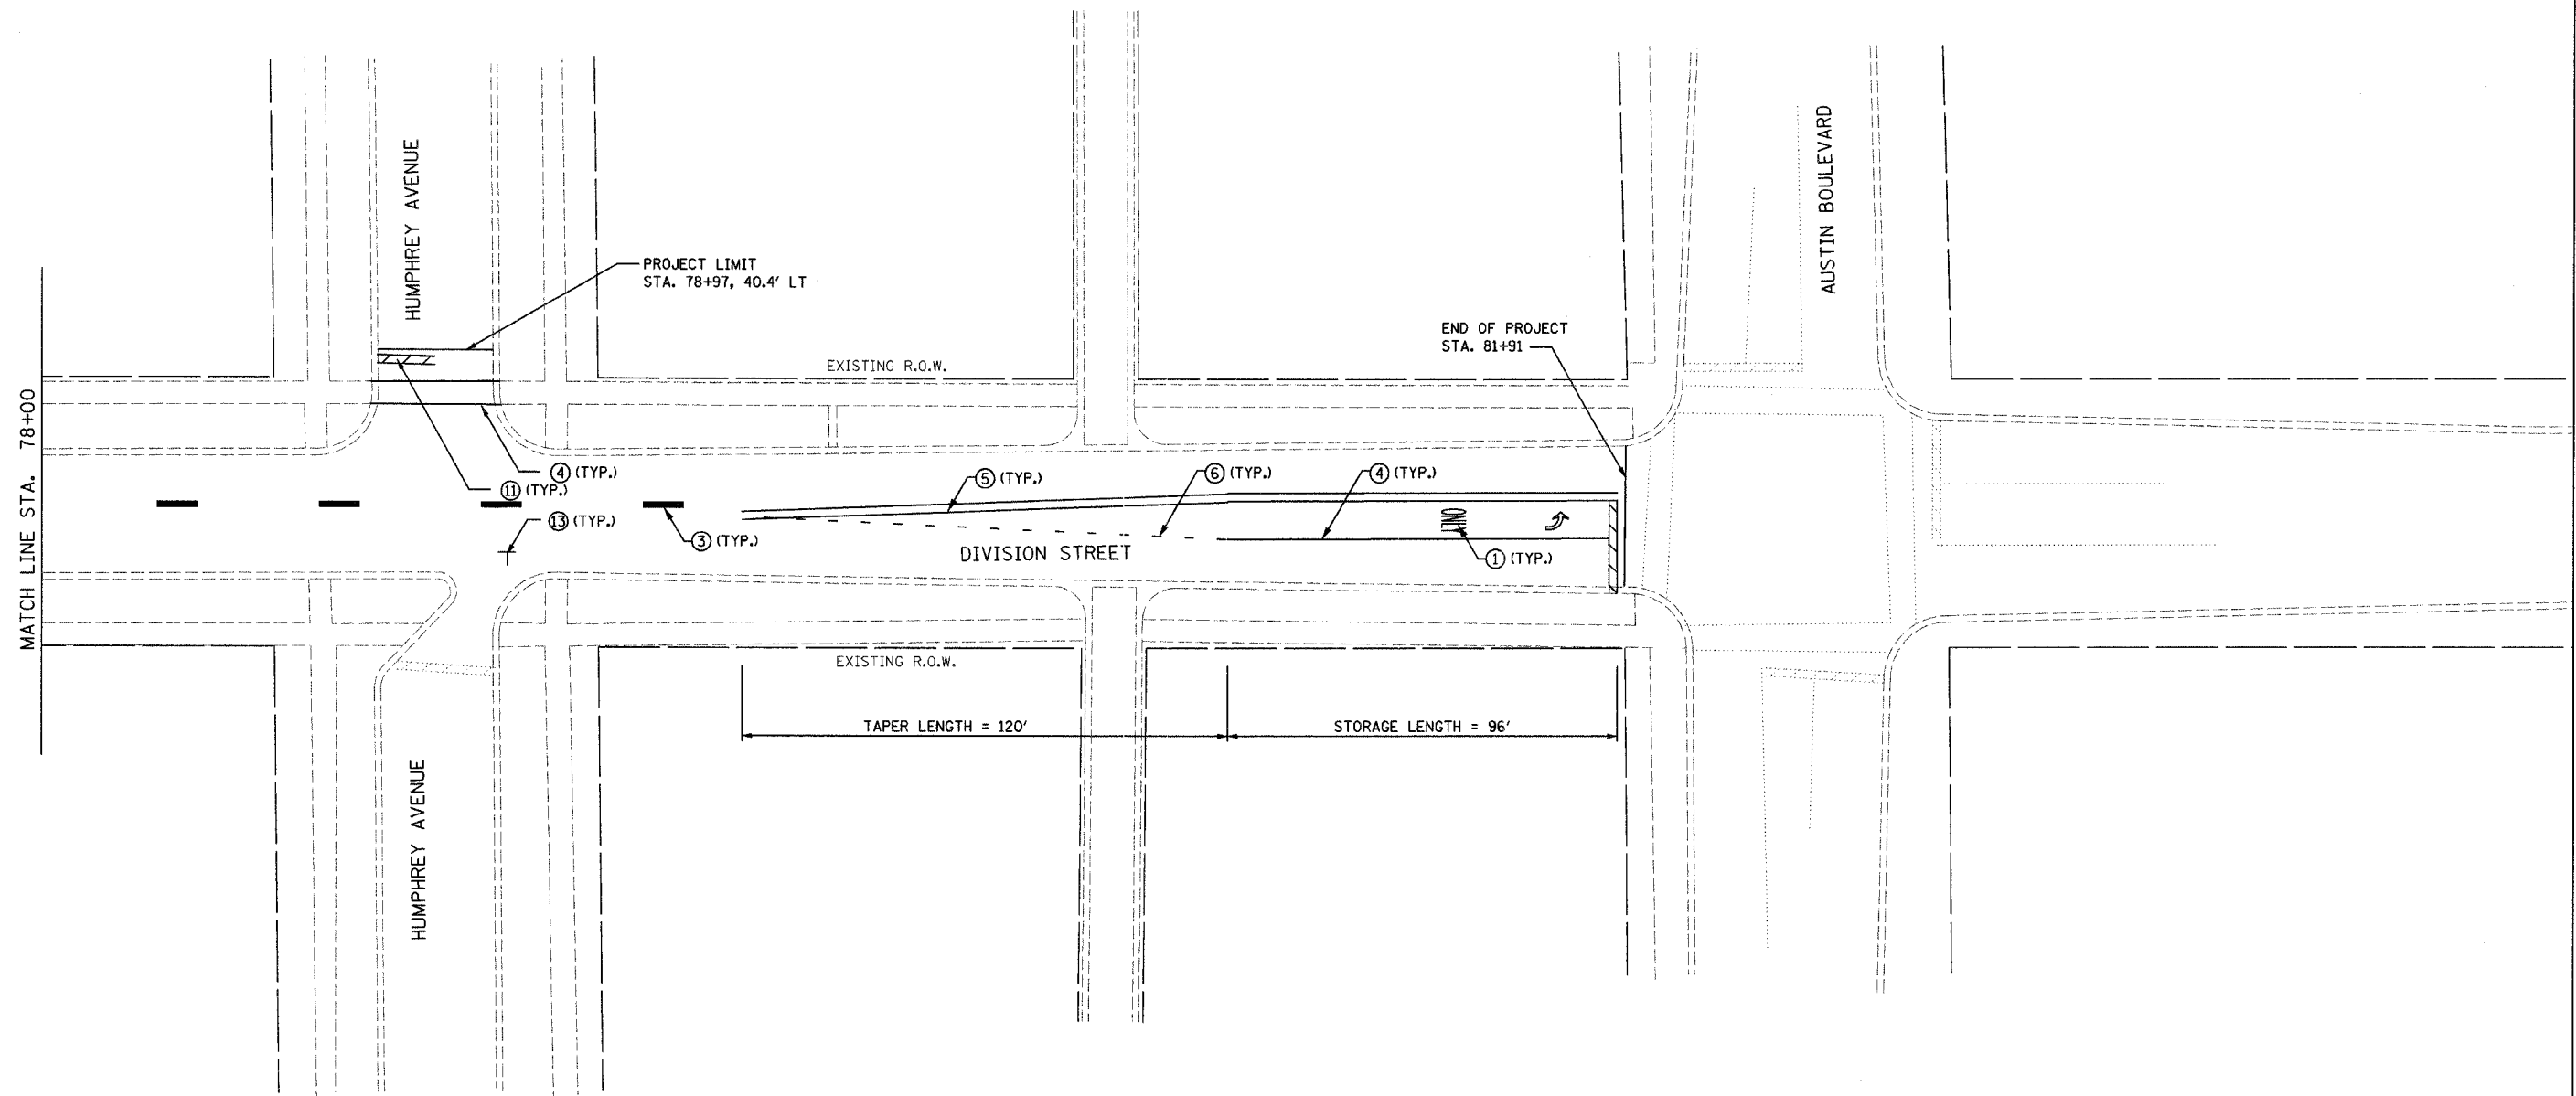 HUMPHREY AVENUE
AUSTIN BOULEVARD
PROJECT LIMIT
STA. 78+97, 40.4' LT
END OF PROJECT
STA. 81+91
EXISTING R.O.W.
MATCH LINE STA. 78+00
4 (TYP.)
11 (TYP.)
5 (TYP.)
6 (TYP.)
4 (TYP.)
13 (TYP.)
3 (TYP.)
ONLY
1 (TYP.)
DIVISION STREET
EXISTING R.O.W.
TAPER LENGTH = 120'
STORAGE LENGTH = 96'
HUMPHREY AVENUE